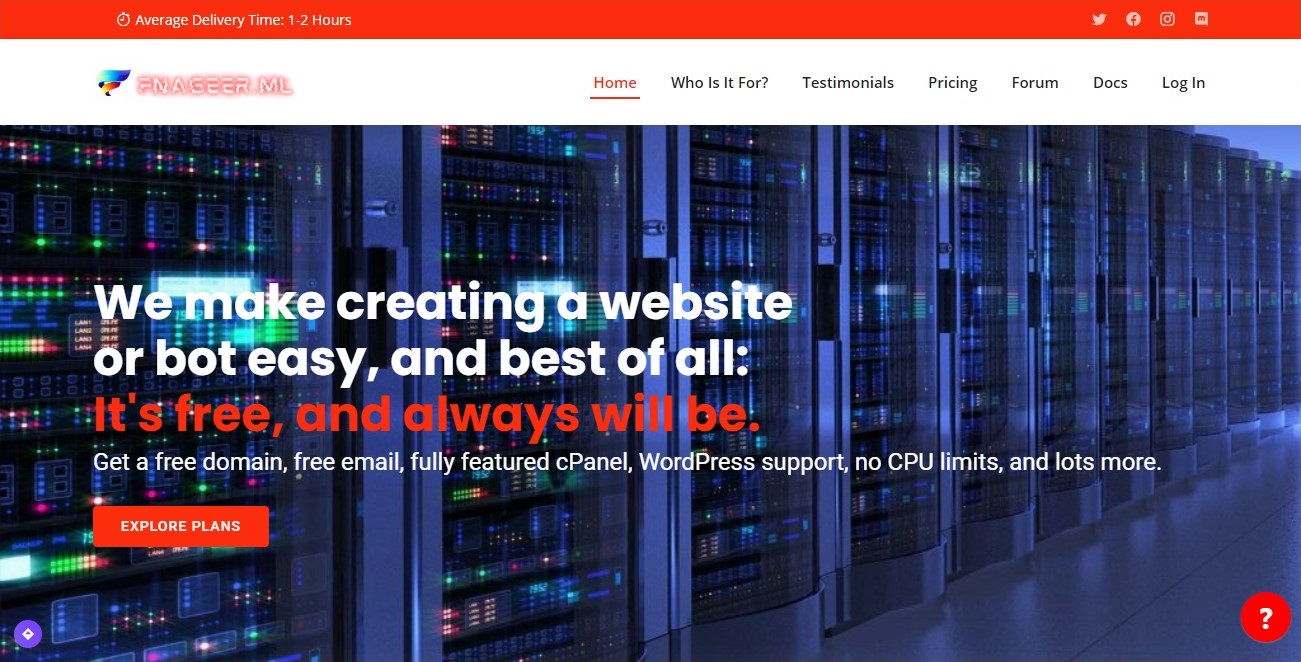 Average Delivery Time: 1-2 Hours
FNASEER.ML
Home Who Is It For? Testimonials Pricing Forum Docs Log In
1952
We make creating a website
or bot easy, and best of all:
It's free, and always will be.
Get a free domain, free email, fully featured cPanel, WordPress support, no CPU limits, and lots more.
EXPLORE PLANS
?